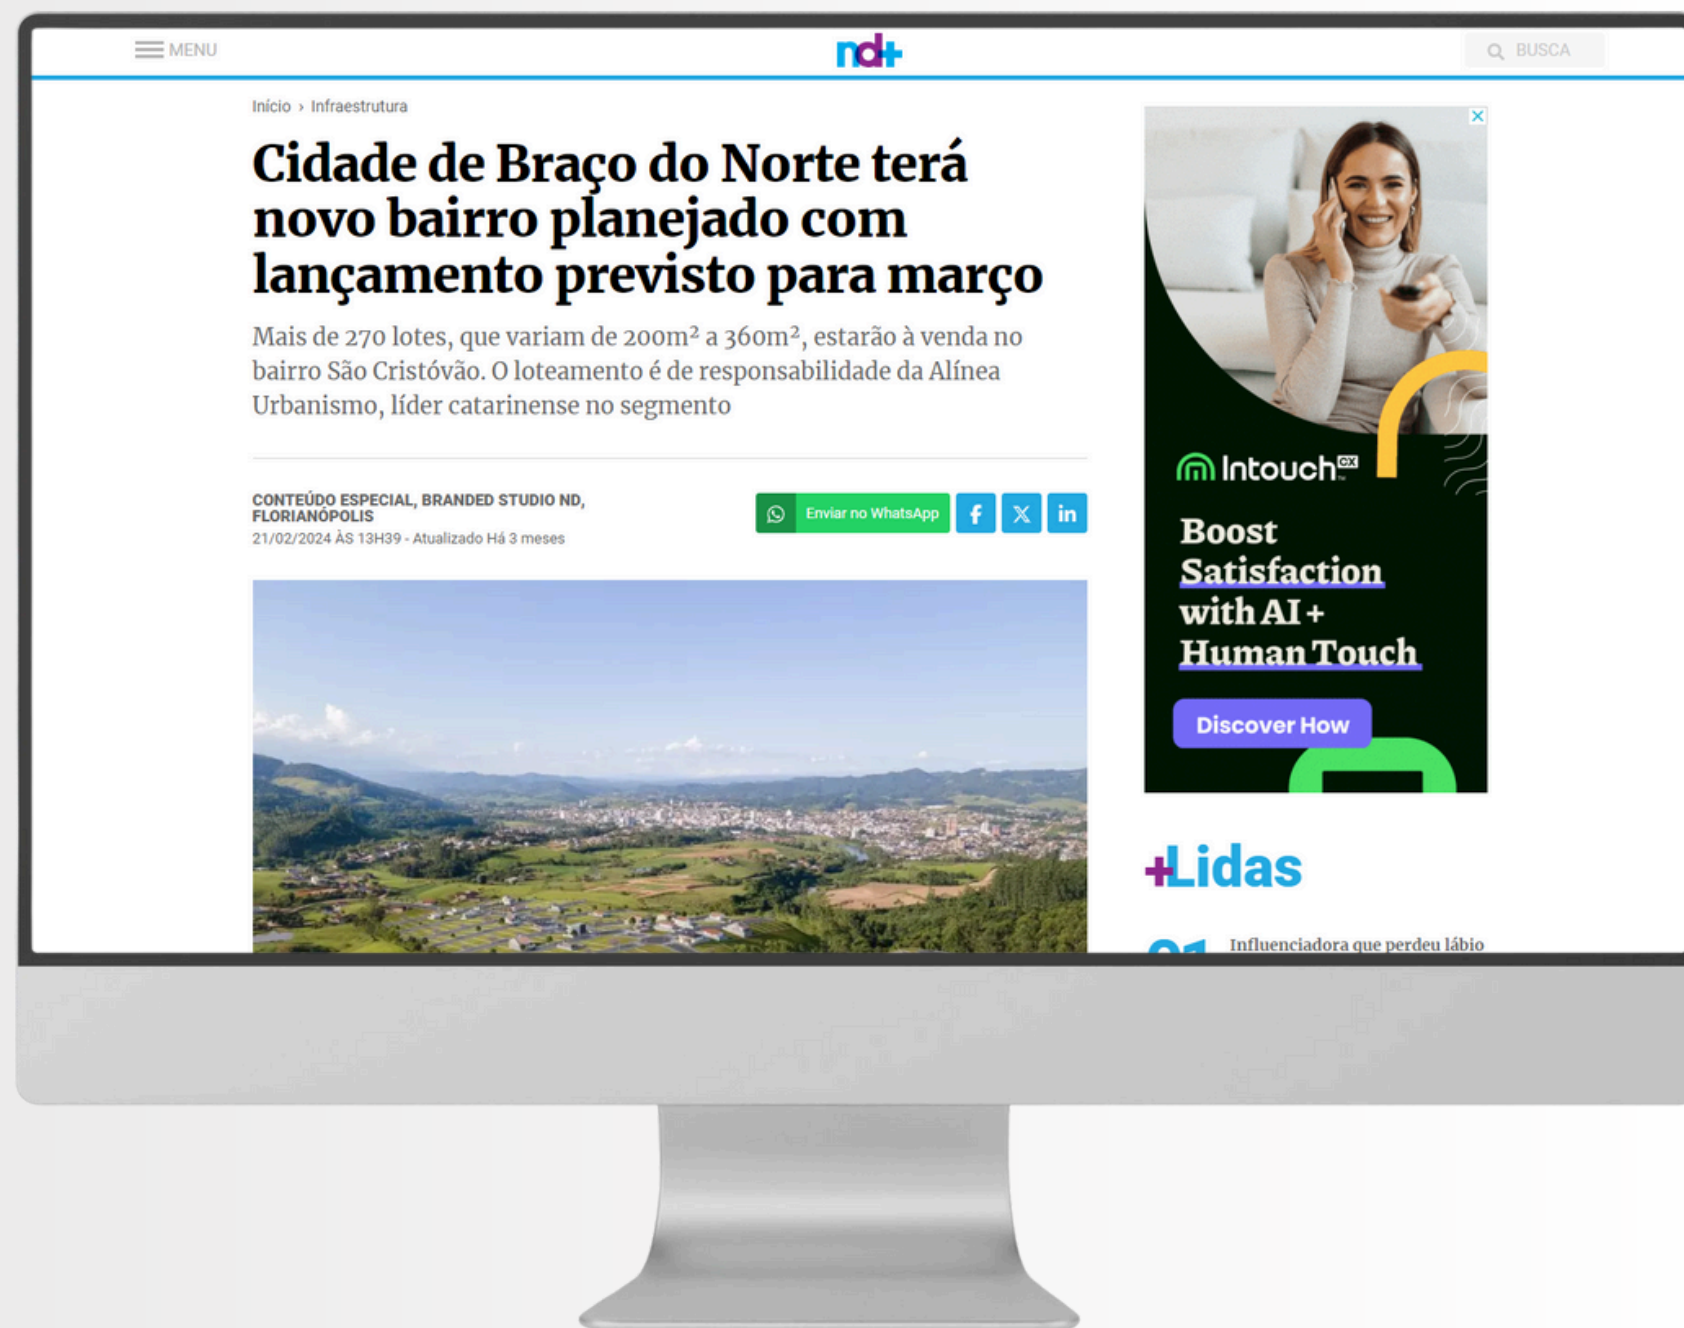 MENU
nd+
BUSCA
Início › Infraestrutura
Cidade de Braço do Norte terá
novo bairro planejado com
lançamento previsto para março
Mais de 270 lotes, que variam de 200m² a 360m², estarão à venda no
bairro São Cristóvão. O loteamento é de responsabilidade da Alínea
Urbanismo, líder catarinense no segmento
CONTEÚDO ESPECIAL, BRANDED STUDIO ND,
FLORIANÓPOLIS
21/02/2024 ÀS 13H39 - Atualizado Há 3 meses
Enviar no WhatsApp
f
X
in
Intouch CX
Boost
Satisfaction
with AI +
Human Touch
Discover How
+Lidas
01
Influenciadora que perdeu lábio